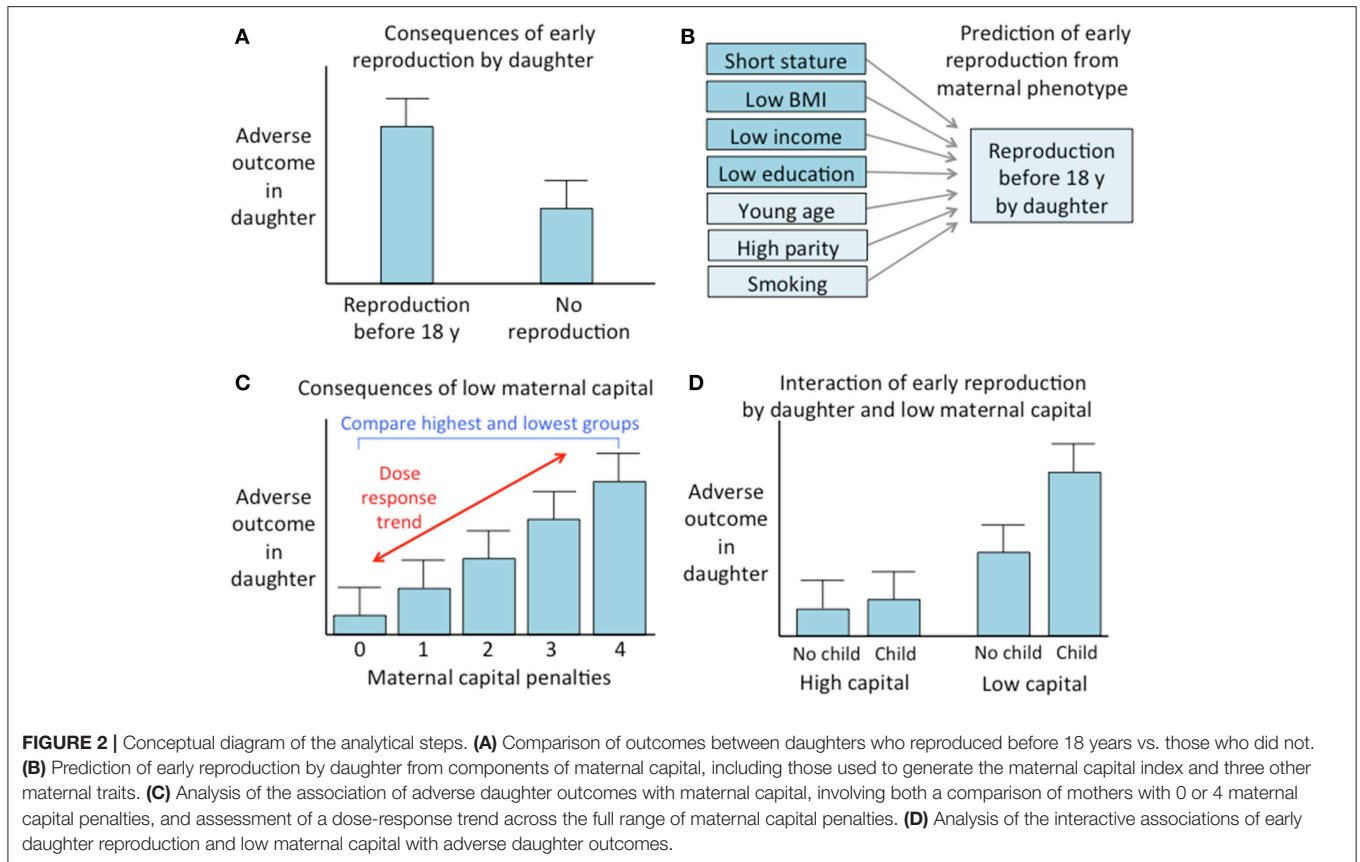 A
Consequences of early
reproduction by daughter
Adverse
outcome
in
daughter
Reproduction
before 18 y
No
reproduction
B
Prediction of early
reproduction from
maternal phenotype
Short stature
Low BMI
Low income
Low education
Young age
High parity
Smoking
Reproduction
before 18 y
by daughter
C
Consequences of low maternal capital
Compare highest and lowest groups
Dose
response
trend
Adverse
outcome
in
daughter
0 1 2 3 4
Maternal capital penalties
D
Interaction of early reproduction
by daughter and low maternal capital
Adverse
outcome
in
daughter
No child Child No child Child
High capital Low capital
FIGURE 2 | Conceptual diagram of the analytical steps. (A) Comparison of outcomes between daughters who reproduced before 18 years vs. those who did not.
(B) Prediction of early reproduction by daughter from components of maternal capital, including those used to generate the maternal capital index and three other
maternal traits. (C) Analysis of the association of adverse daughter outcomes with maternal capital, involving both a comparison of mothers with 0 or 4 maternal
capital penalties, and assessment of a dose-response trend across the full range of maternal capital penalties. (D) Analysis of the interactive associations of early
daughter reproduction and low maternal capital with adverse daughter outcomes.